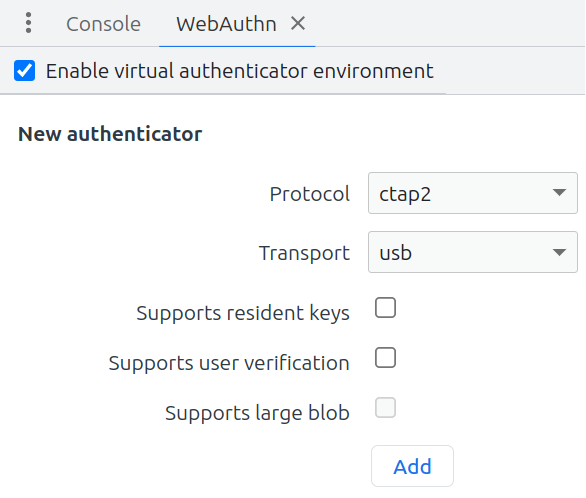 Console WebAuthn
Enable virtual authenticator environment
New authenticator
Protocol ctap2
Transport usb
Supports resident keys
Supports user verification
Supports large blob
Add